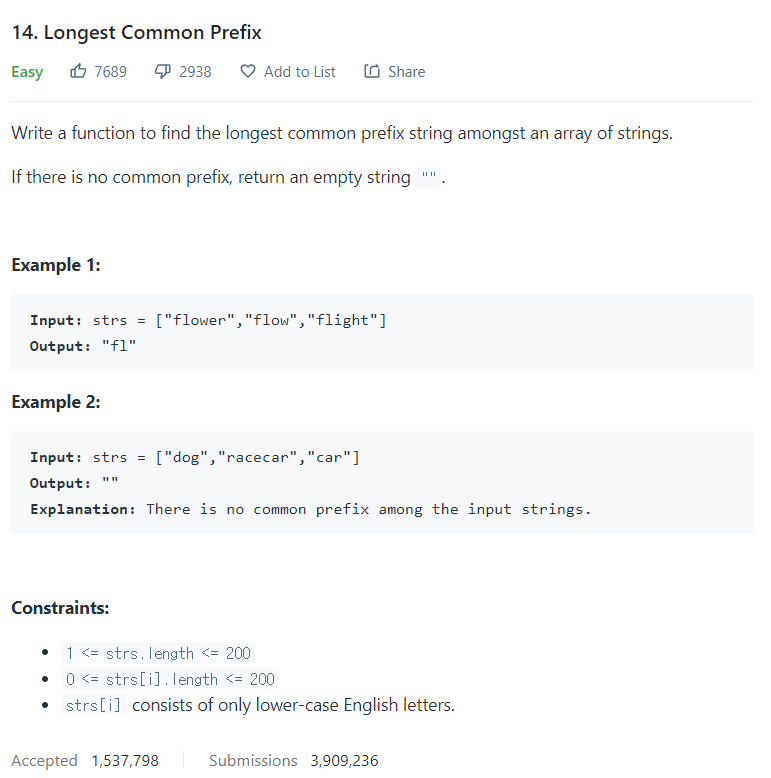 14. Longest Common Prefix
Easy 7689 2938 Add to List Share
Write a function to find the longest common prefix string amongst an array of strings.
If there is no common prefix, return an empty string "".
Example 1:
Input: strs = ["flower","flow","flight"]
Output: "fl"
Example 2:
Input: strs = ["dog","racecar","car"]
Output: ""
Explanation: There is no common prefix among the input strings.
Constraints:
• 1 <= strs.length <= 200
• 0 <= strs[i].length <= 200
• strs[i] consists of only lower-case English letters.
Accepted 1,537,798 Submissions 3,909,236